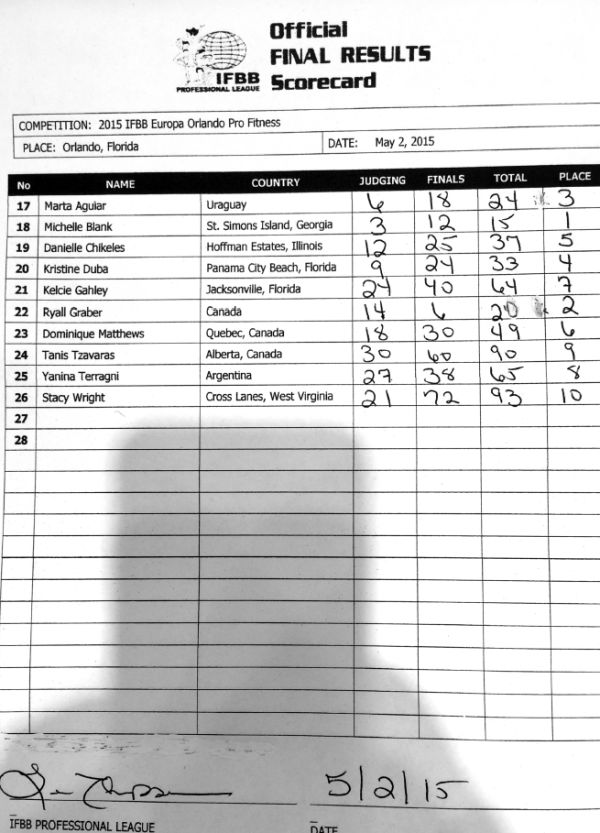 Official
FINAL RESULTS
Scorecard
IFBB
PROFESSIONAL LEAGUE
COMPETITION: 2015 IFBB Europa Orlando Pro Fitness
PLACE: Orlando, Florida DATE: May 2, 2015
No NAME COUNTRY JUDGING FINALS TOTAL PLACE
17 Marta Aguiar Uraguay 6 18 24 3
18 Michelle Blank St. Simons Island, Georgia 3 12 15 1
19 Danielle Chikeles Hoffman Estates, Illinois 12 25 37 5
20 Kristine Duba Panama City Beach, Florida 9 24 33 4
21 Kelcie Gahley Jacksonville, Florida 24 40 64 7
22 Ryall Graber Canada 14 6 20 2
23 Dominique Matthews Quebec, Canada 18 30 49 6
24 Tanis Tzavaras Alberta, Canada 30 60 90 9
25 Yanina Terragni Argentina 27 38 65 8
26 Stacy Wright Cross Lanes, West Virginia 21 72 93 10
27
28
5/2/15
IFBB PROFESSIONAL LEAGUE DATE